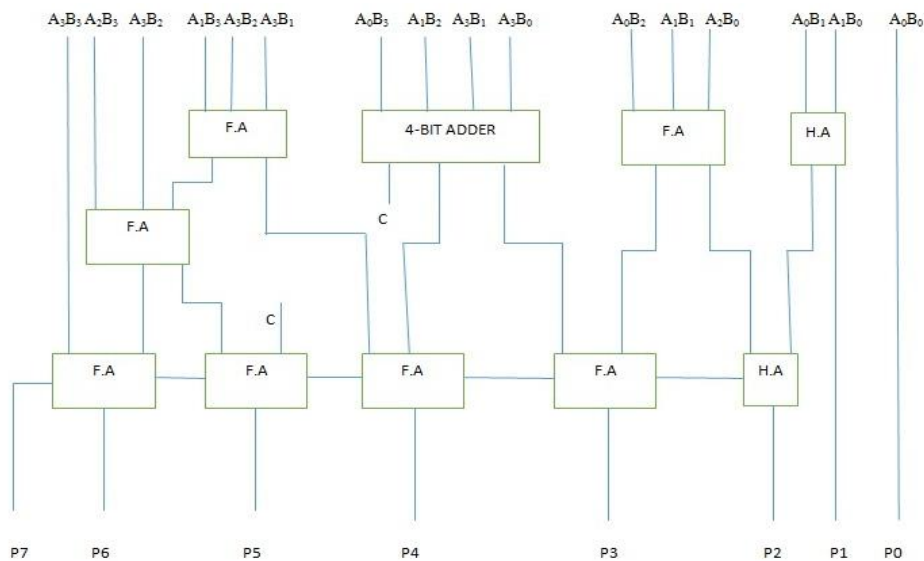 A₃B₃ A₂B₃ A₃B₂ A₁B₃ A₃B₂ A₃B₁ A₀B₃ A₁B₂ A₃B₁ A₃B₀ A₀B₂ A₁B₁ A₂B₀ A₀B₁ A₁B₀ A₀B₀
F.A 4-BIT ADDER F.A H.A
F.A C
C
F.A F.A F.A F.A H.A
P7 P6 P5 P4 P3 P2 P1 P0